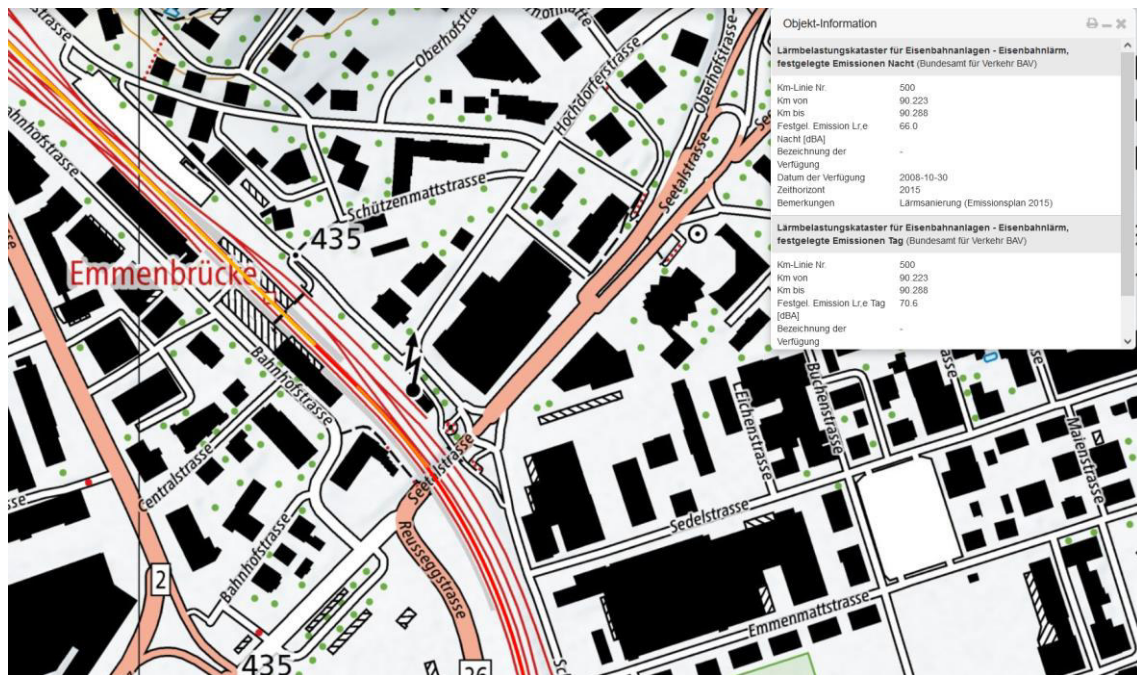 Objekt-Information
Lärmbelastungskataster für Eisenbahnanlagen - Eisenbahnlärm,
festgelegte Emissionen Nacht (Bundesamt für Verkehr BAV)
Km-Linie Nr. 500
Km von 90.223
Km bis 90.288
Festgel. Emission Lr,e 66.0
Nacht [dBA]
Bezeichnung der -
Verfügung
Datum der Verfügung 2008-10-30
Zeithorizont 2015
Bemerkungen Lärmsanierung (Emissionsplan 2015)
Lärmbelastungskataster für Eisenbahnanlagen - Eisenbahnlärm,
festgelegte Emissionen Tag (Bundesamt für Verkehr BAV)
Km-Linie Nr. 500
Km von 90.223
Km bis 90.288
Festgel. Emission Lr,e Tag 70.6
[dBA]
Bezeichnung der -
Verfügung
Oberhofstrasse
Hochdorferstrasse
Oberhofstrasse
Bahnhofstrasse
Schützenmattstrasse
Seetalstrasse
435
Emmenbrücke
Bahnhofstrasse
Centralstrasse
Seetalstrasse
Eichenstrasse
Buchenstrasse
Maienstrasse
Sedelstrasse
Bahnhofstrasse
Reusseggstrasse
2
Emmenmattstrasse
435
26